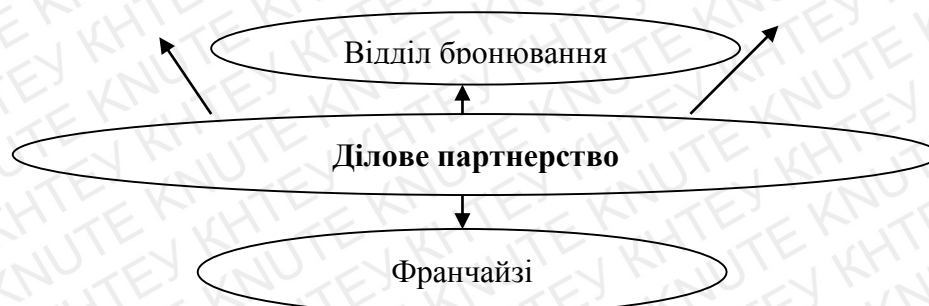 Відділ бронювання
Ділове партнерство
Франчайзі